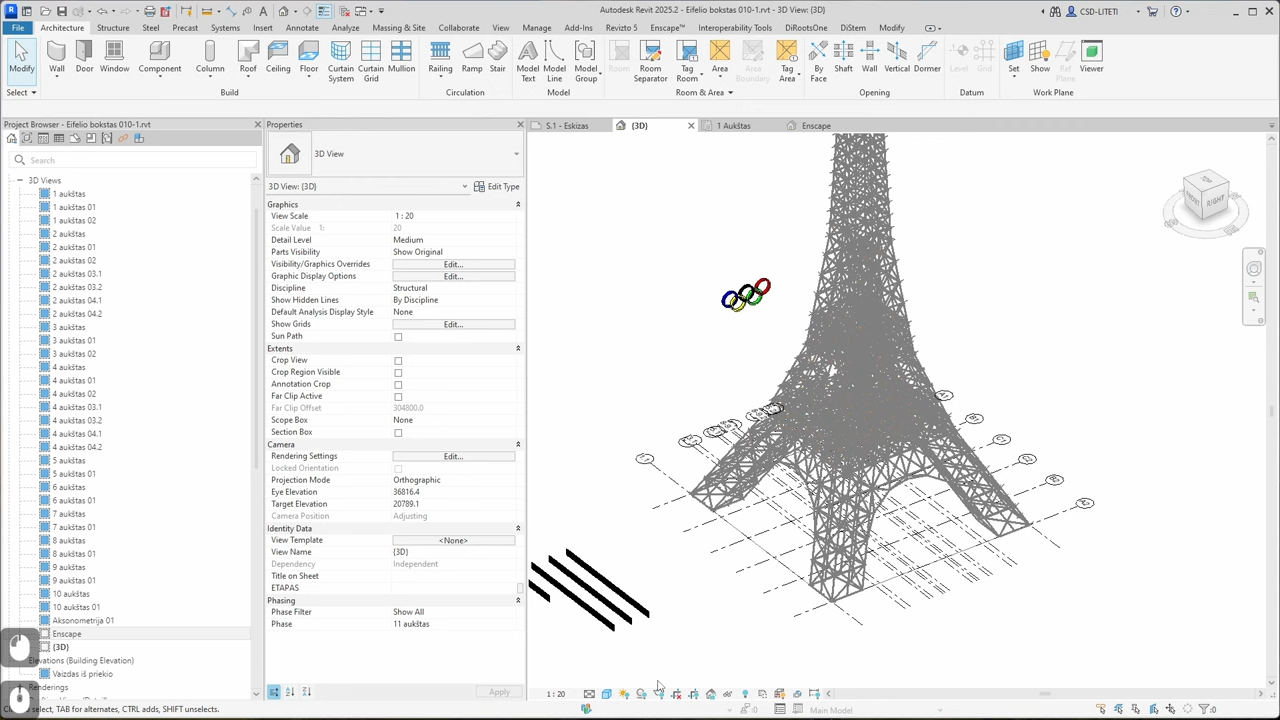 Autodesk Revit 2025.2 - Eifelio bokstas 010-1.rvt - 3D View: {3D}
CSD-LITETI
File Architecture Structure Steel Precast Systems Insert Annotate Analyze Massing & Site View Manage Add-Ins Revizto 5 Enscape™ Interoperability Tools DiRootsOne DiStem Modify
Modify Wall Door Window Component Column Roof Ceiling Floor Curtain System Curtain Grid Mullion Railing Ramp Stair Model Text Model Line Model Group Room Room Separator Tag Room Area Area Boundary Tag Area By Face Shaft Wall Vertical Dormer Level Grid Set Show Ref Plane Viewer
Select Build Circulation Model Room & Area Opening Datum Work Plane
Project Browser - Eifelio bokstas 010-1.rvt
Search
3D Views
1 aukštas
1 aukštas 01
1 aukštas 02
2 aukštas
2 aukštas 01
2 aukštas 02
2 aukštas 03.1
2 aukštas 03.2
2 aukštas 04.1
2 aukštas 04.2
3 aukštas
3 aukštas 01
3 aukštas 02
4 aukštas
4 aukštas 01
4 aukštas 02
4 aukštas 03.1
4 aukštas 03.2
4 aukštas 04.1
4 aukštas 04.2
5 aukštas
5 aukštas 01
6 aukštas
6 aukštas 01
7 aukštas
7 aukštas 01
8 aukštas
8 aukštas 01
9 aukštas
9 aukštas 01
10 aukštas
10 aukštas 01
Aksonometrija 01
Enscape
{3D}
Elevations (Building Elevation)
Vaizdas iš priekio
Renderings
Properties
3D View
3D View: {3D} Edit Type
Graphics
View Scale 1 : 20
Scale Value 1: 20
Detail Level Medium
Parts Visibility Show Original
Visibility/Graphics Overrides Edit...
Graphic Display Options Edit...
Discipline Structural
Show Hidden Lines By Discipline
Default Analysis Display Style None
Show Grids Edit...
Sun Path
Extents
Crop View
Crop Region Visible
Annotation Crop
Far Clip Active
Far Clip Offset 304800.0
Scope Box None
Section Box
Camera
Rendering Settings Edit...
Locked Orientation
Projection Mode Orthographic
Eye Elevation 36816.4
Target Elevation 20789.1
Camera Position Adjusting
Identity Data
View Template <None>
View Name {3D}
Dependency Independent
Title on Sheet
ETAPAS
Phasing
Phase Filter Show All
Phase 11 aukštas
Apply
S.1 - Eskizas {3D} 1 Aukštas Enscape
TOP
FRONT RIGHT
1 : 20
select, TAB for alternates, CTRL adds, SHIFT unselects.
:0 Main Model :0